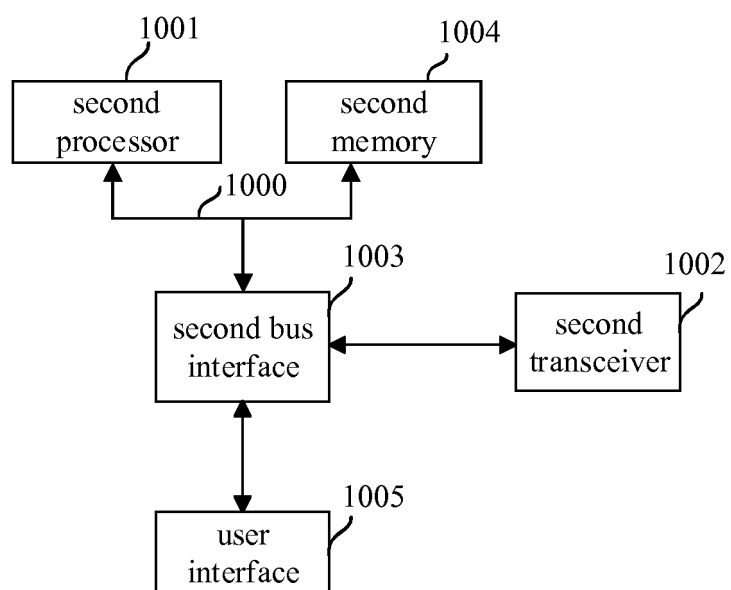 1001
1004
second
processor
second
memory
1000
1003
1002
second bus
interface
second
transceiver
1005
user
interface